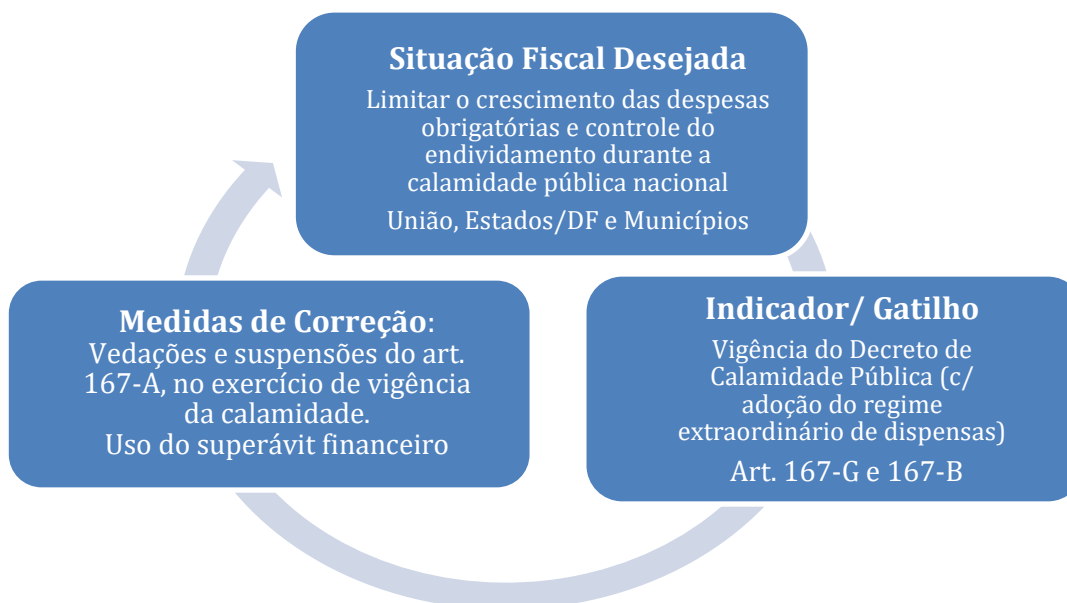 Situação Fiscal Desejada
Limitar o crescimento das despesas
obrigatórias e controle do
endividamento durante a
calamidade pública nacional
União, Estados/DF e Municípios
Indicador/ Gatilho
Vigência do Decreto de
Calamidade Pública (c/
adoção do regime
extraordinário de dispensas)
Art. 167-G e 167-B
Medidas de Correção:
Vedações e suspensões do art.
167-A, no exercício de vigência
da calamidade.
Uso do superávit financeiro